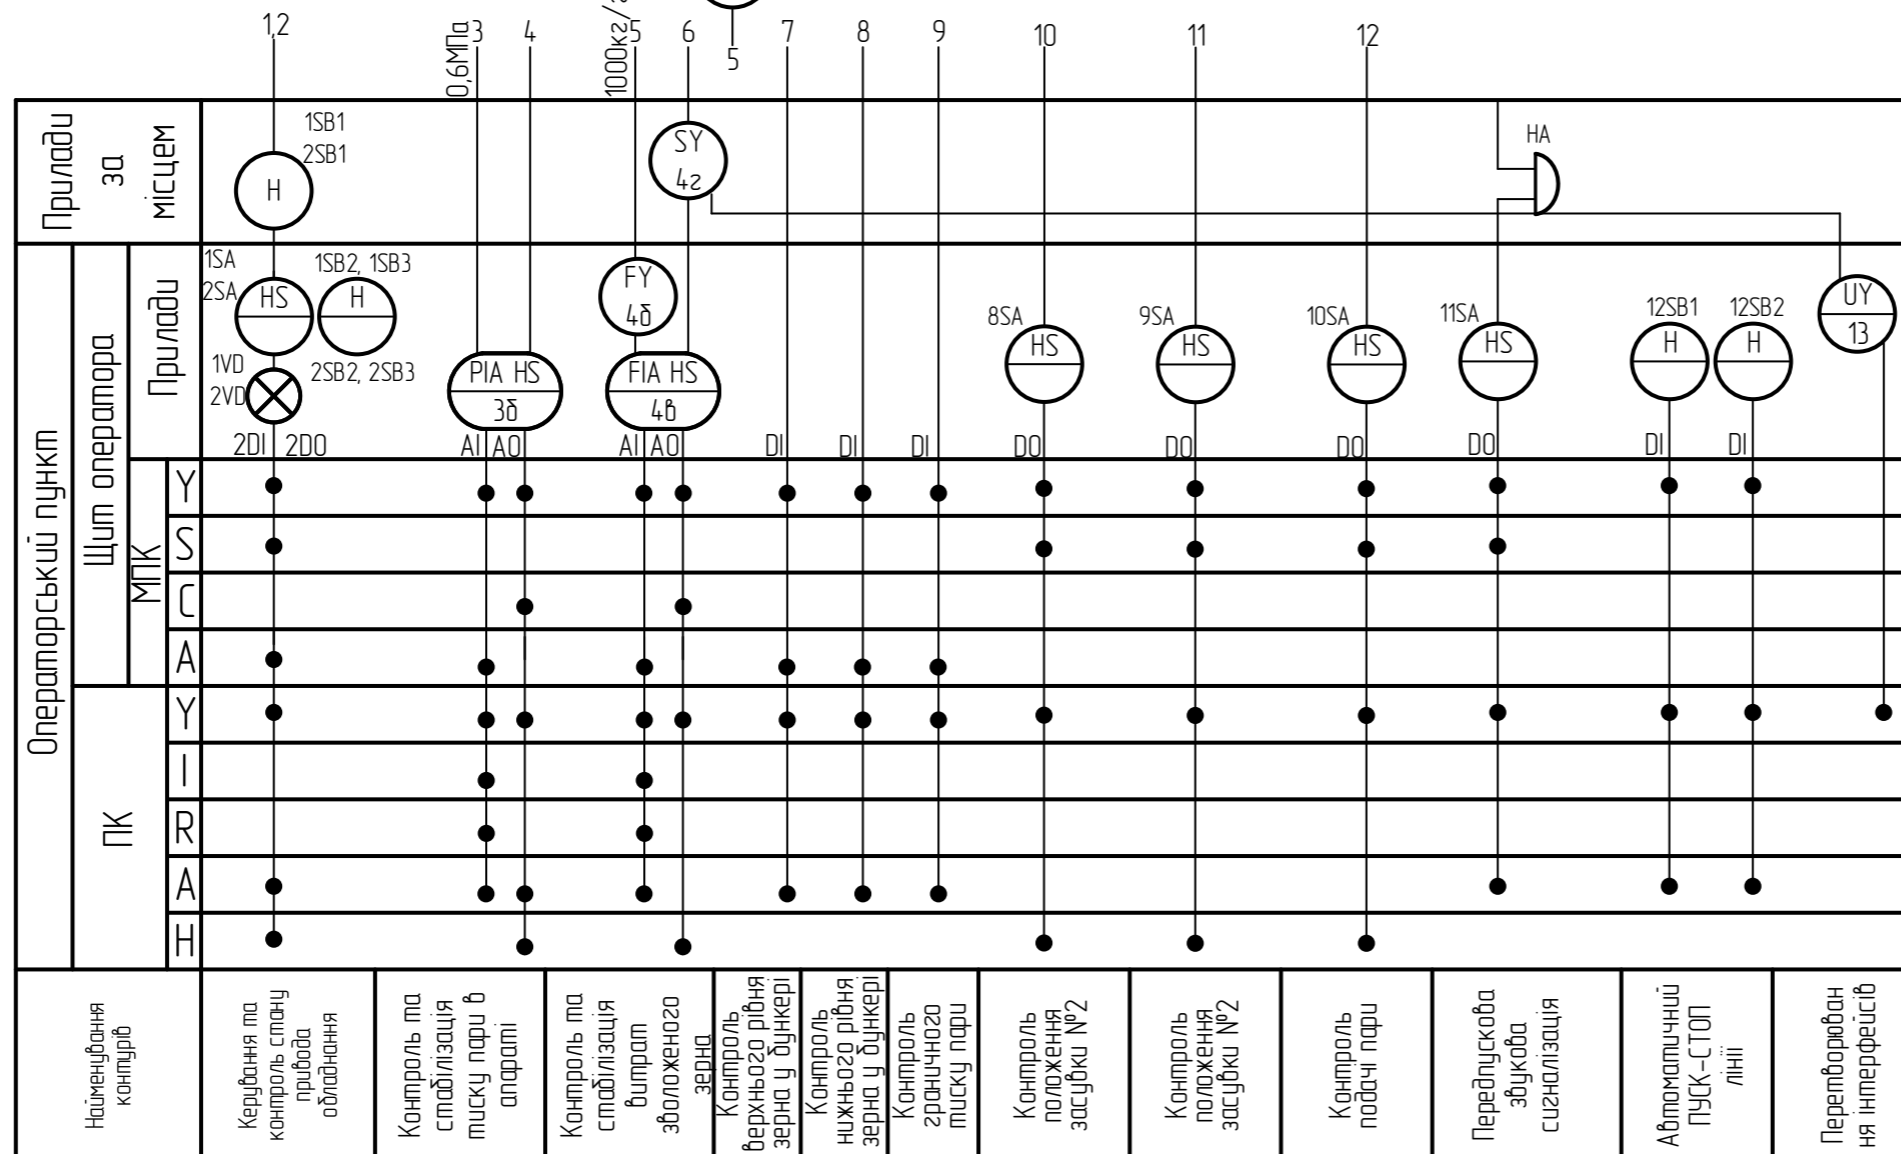 1,2
0,6МПа
3
4
1000кг/г
5
6
5
7
8
9
10
11
12
Прилади
за
місцем
1SB1
2SB1
H
SY
4г
HA
Операторський пункт
Щит оператора
Прилади
1SA
2SA
HS
1SB2, 1SB3
H
2SB2, 2SB3
1VD
2VD
2DI
2DO
PIA HS
3б
AI
AO
FY
4б
FIA HS
4в
AI
AO
DI
DI
DI
8SA
HS
DO
9SA
HS
DO
10SA
HS
DO
11SA
HS
DO
12SB1
H
DI
12SB2
H
DI
UY
13
МПК
Y
S
C
A
ПК
Y
I
R
A
H
Найменування
контурів
Керування та
контроль стану
привода
обладнання
Контроль та
стабілізація
тиску пари в
апараті
Контроль та
стабілізація
витрат
зволоженого
зерна
Контроль
верхнього рівня
зерна у бункері
Контроль
нижнього рівня
зерна у бункері
Контроль
граничного
тиску пари
Контроль
положення
засувки №2
Контроль
положення
засувки №2
Контроль
подачі пари
Передпускова
звукова
сигналізація
Автоматичний
ПУСК-СТОП
лінії
Перетворюван
ня інтерфейсів